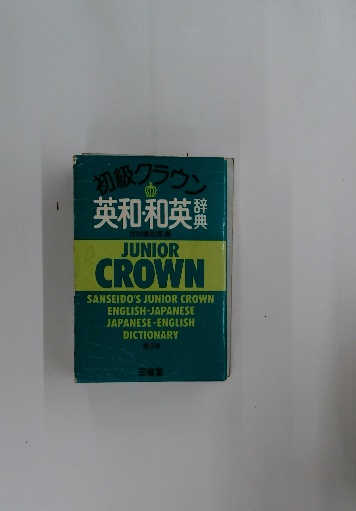 初級クラウン
英和・和英辞典
JUNIOR
CROWN
SANSEIDO'S JUNIOR CROWN
ENGLISH-JAPANESE
JAPANESE-ENGLISH
DICTIONARY
三省堂